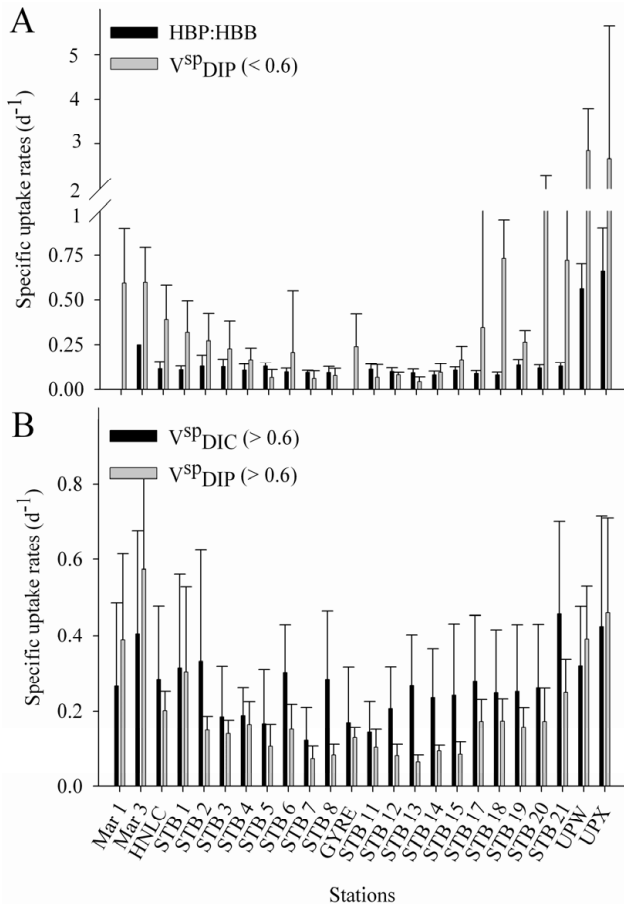 A
HBP:HBB
V^sp_DIP (< 0.6)
Specific uptake rates (d^-1)
5
4
3
2
1
0.75
0.50
0.25
0.00
B
V^sp_DIC (> 0.6)
V^sp_DIP (> 0.6)
Specific uptake rates (d^-1)
0.8
0.6
0.4
0.2
0.0
Mar 1
Mar 3
HNLC
STB 1
STB 2
STB 3
STB 4
STB 5
STB 6
STB 7
STB 8
GYRE
STB 11
STB 12
STB 13
STB 14
STB 15
STB 17
STB 18
STB 19
STB 20
STB 21
UPW
UPX
Stations